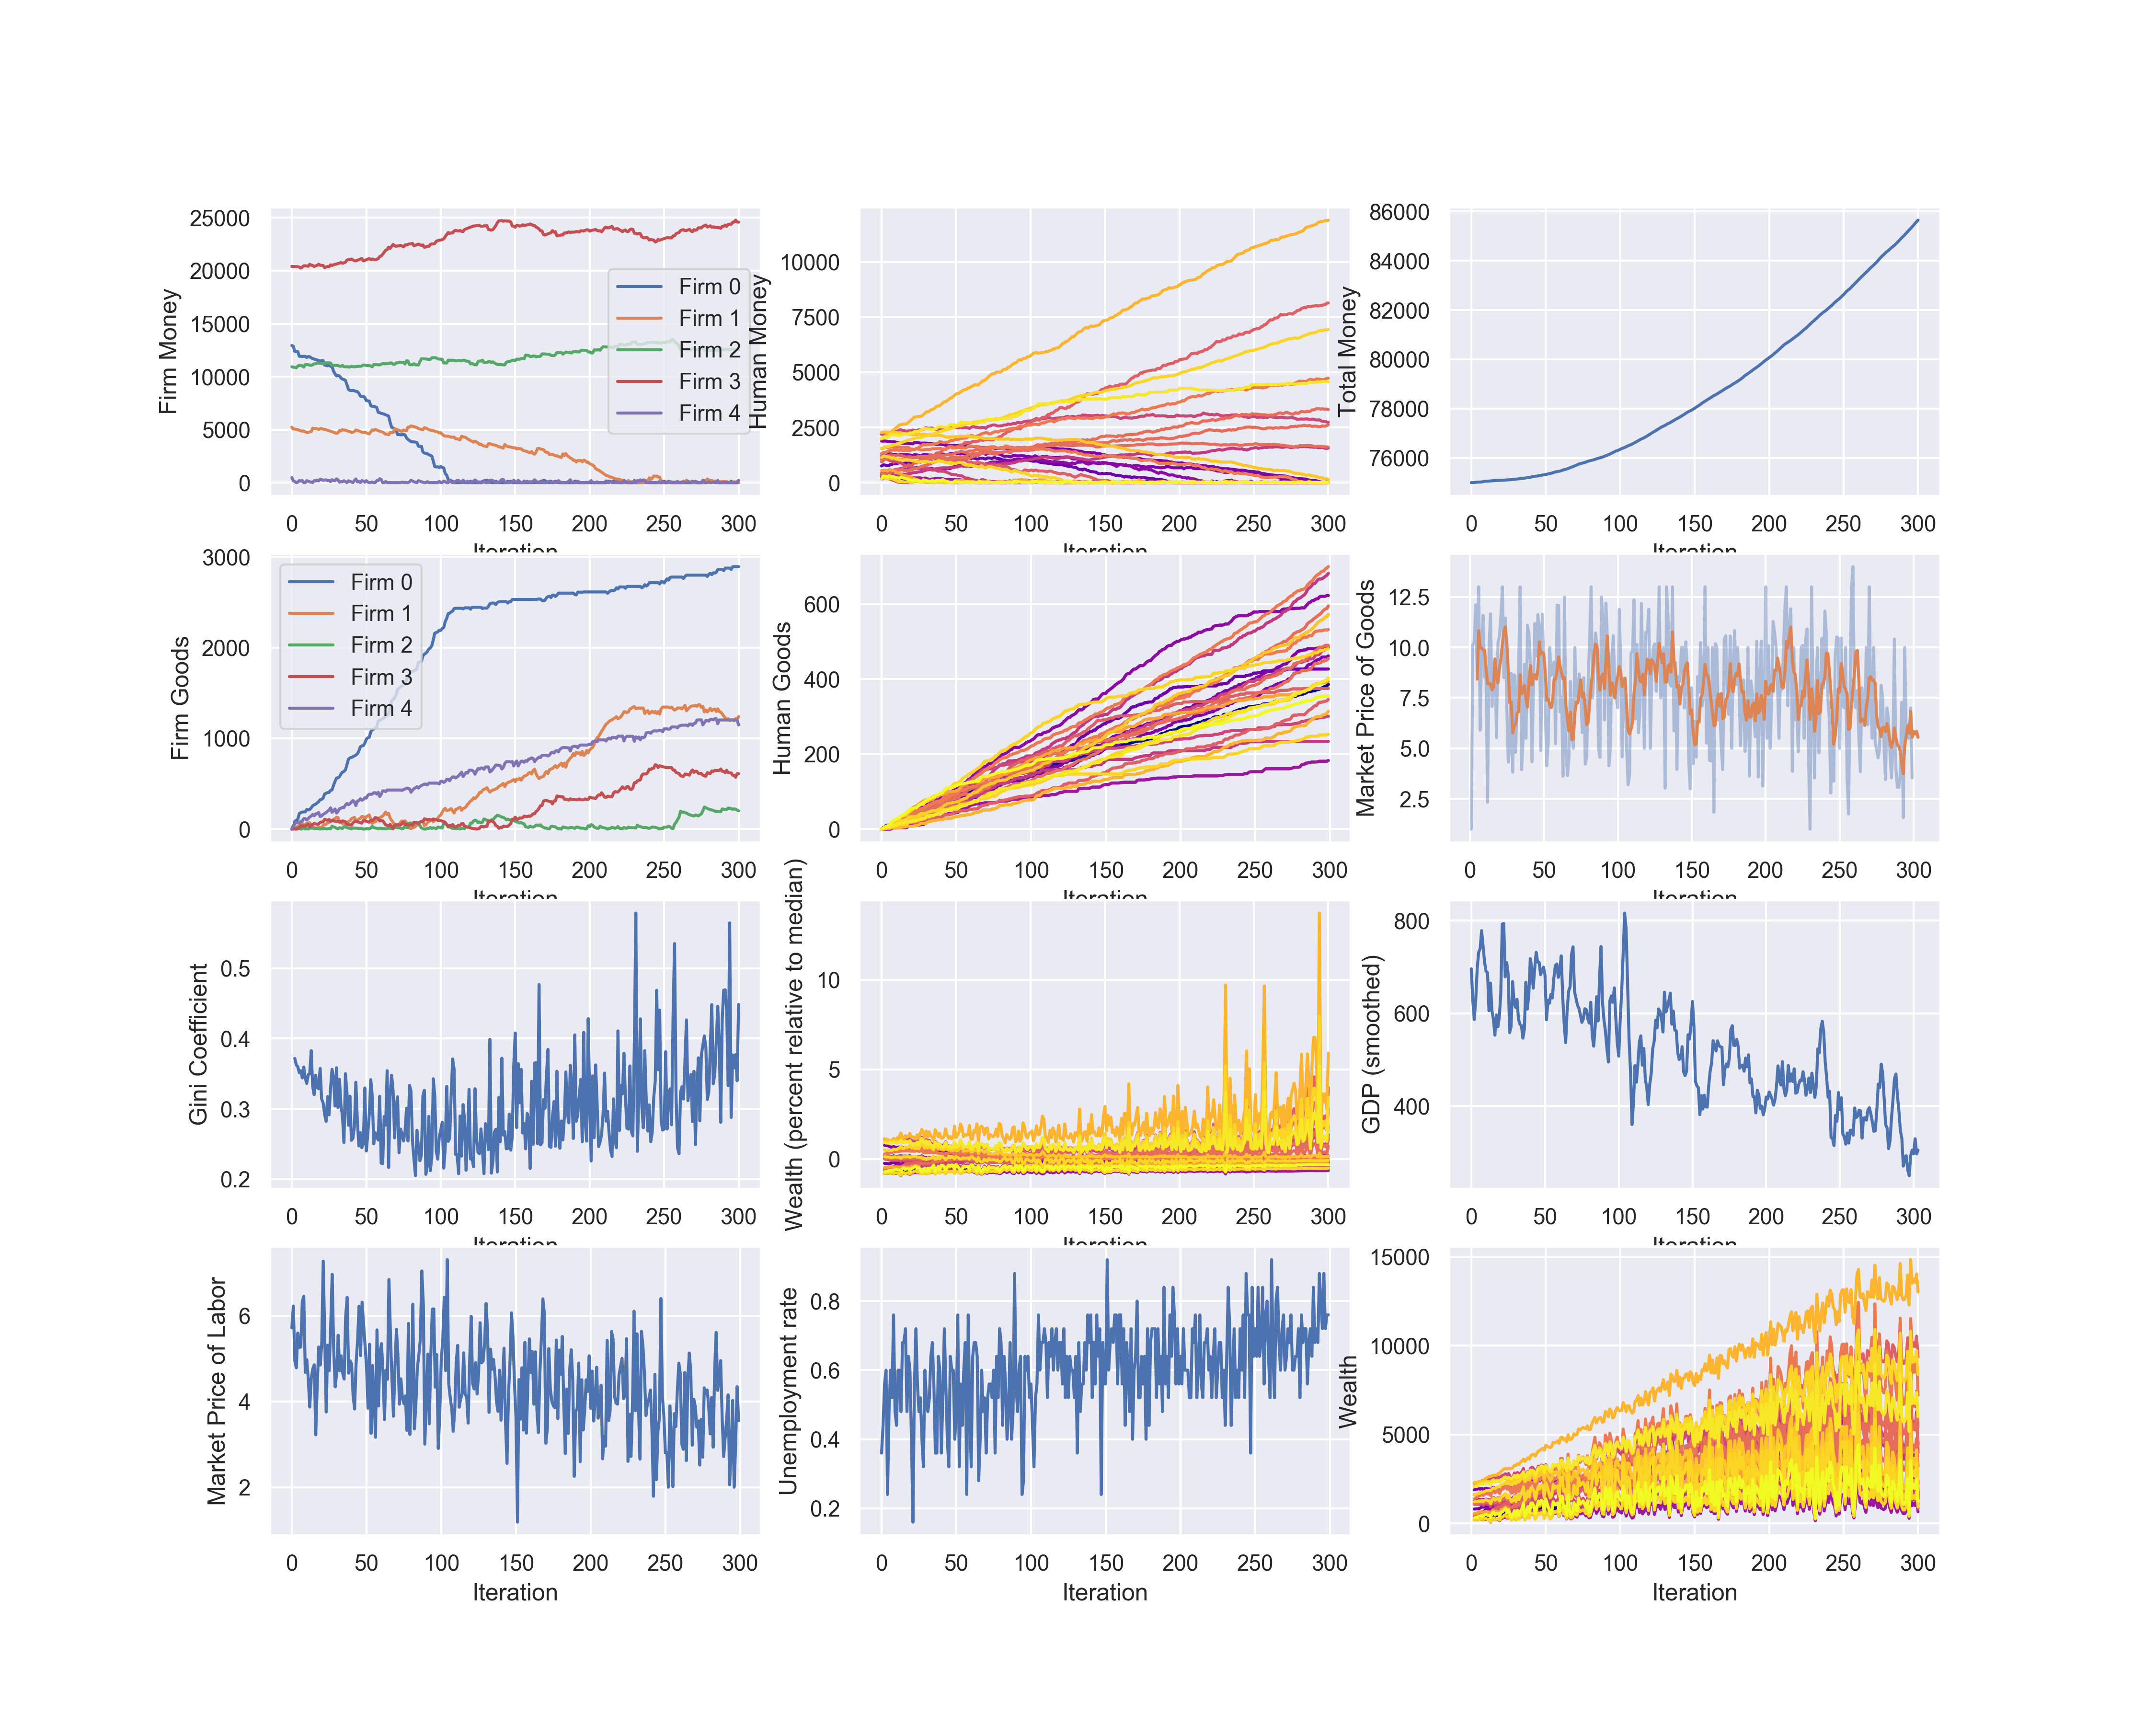 Firm Money
25000
20000
15000
10000
5000
0
0 50 100 150 200 250 300
Iteration
Firm 0
Firm 1
Firm 2
Firm 3
Firm 4
Human Money
10000
7500
5000
2500
0
0 50 100 150 200 250 300
Iteration
Total Money
86000
84000
82000
80000
78000
76000
0 50 100 150 200 250 300
Iteration
Firm Goods
3000
2000
1000
0
0 50 100 150 200 250 300
Iteration
Firm 0
Firm 1
Firm 2
Firm 3
Firm 4
Human Goods
600
400
200
0
0 50 100 150 200 250 300
Iteration
Market Price of Goods
12.5
10.0
7.5
5.0
2.5
0 50 100 150 200 250 300
Iteration
Gini Coefficient
0.5
0.4
0.3
0.2
0 50 100 150 200 250 300
Iteration
Wealth (percent relative to median)
10
5
0
0 50 100 150 200 250 300
Iteration
GDP (smoothed)
800
600
400
0 50 100 150 200 250 300
Iteration
Market Price of Labor
6
4
2
0 50 100 150 200 250 300
Iteration
Unemployment rate
0.8
0.6
0.4
0.2
0 50 100 150 200 250 300
Iteration
Wealth
15000
10000
5000
0
0 50 100 150 200 250 300
Iteration